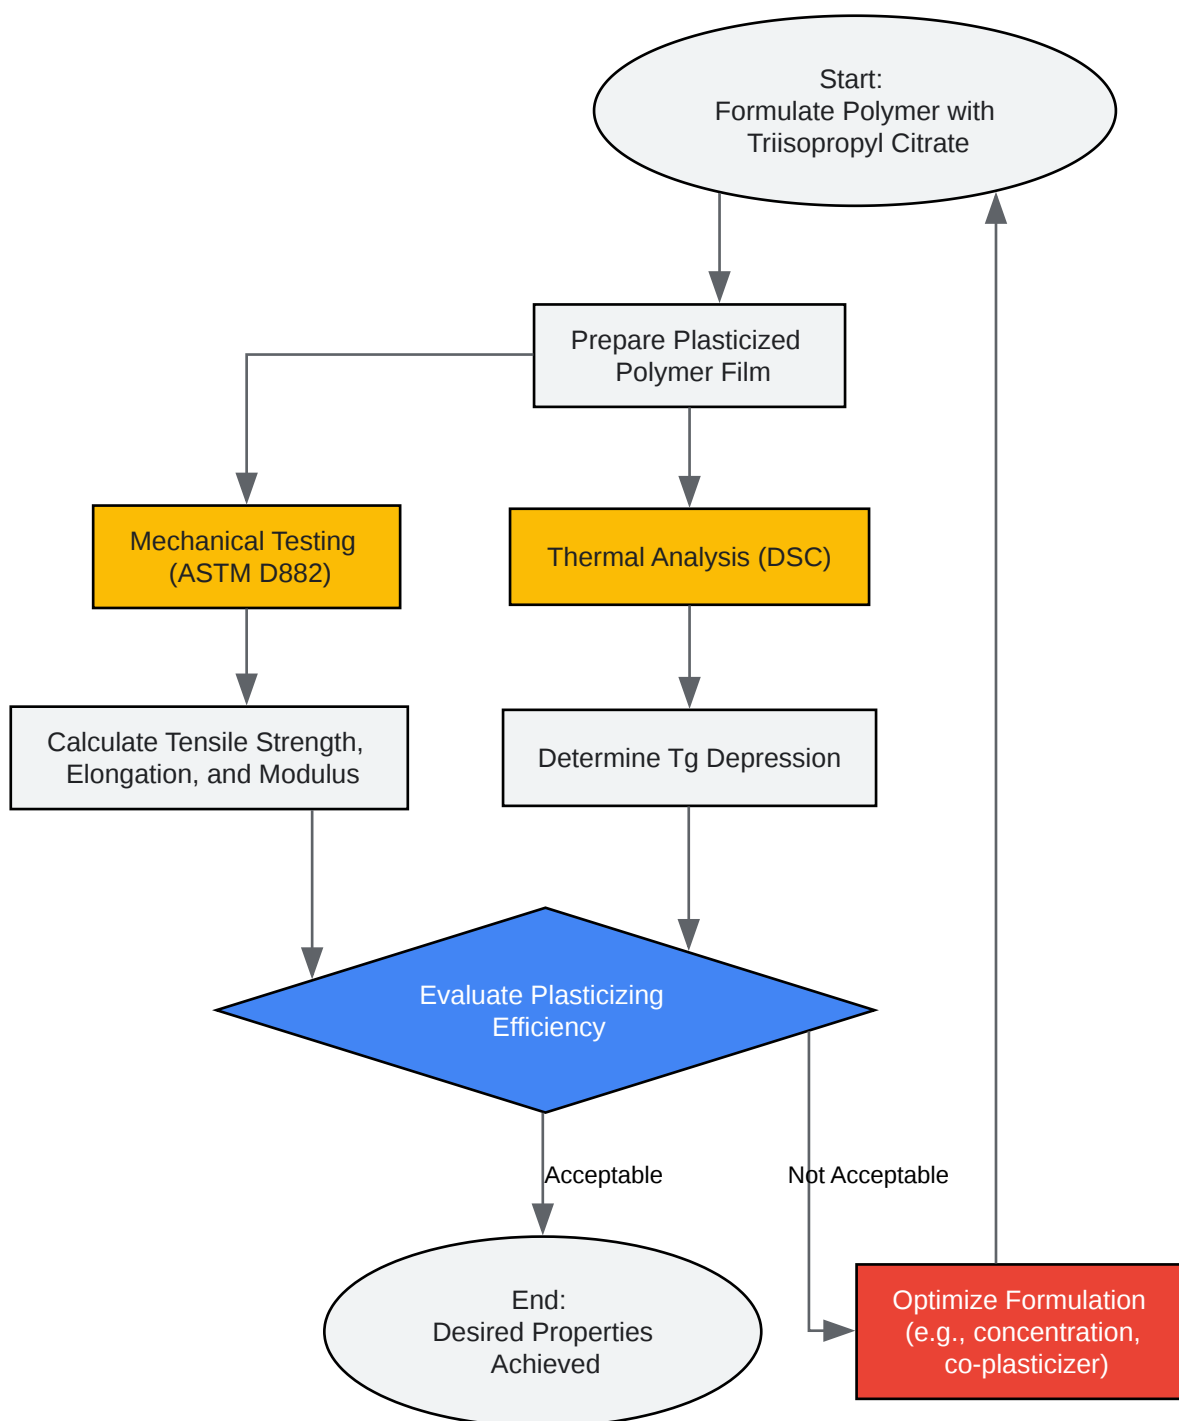 Start:
Formulate Polymer with
Triisopropyl Citrate
Prepare Plasticized
Polymer Film
Mechanical Testing
(ASTM D882)
Thermal Analysis (DSC)
Calculate Tensile Strength,
Elongation, and Modulus
Determine Tg Depression
Evaluate Plasticizing
Efficiency
Acceptable
Not Acceptable
End:
Desired Properties
Achieved
Optimize Formulation
(e.g., concentration,
co-plasticizer)